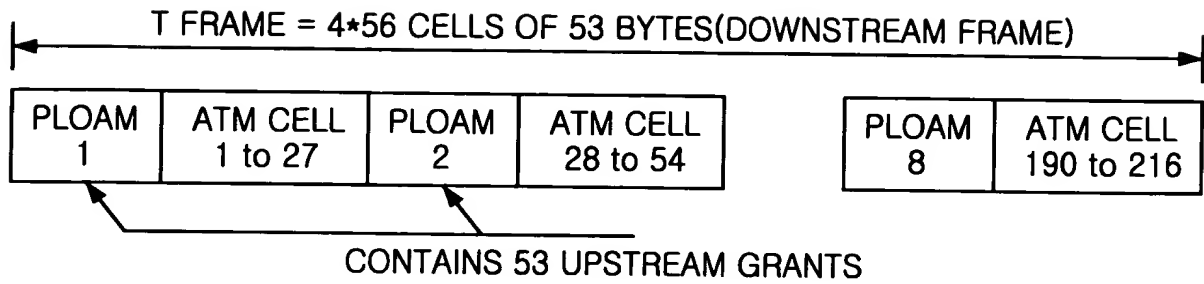 T FRAME = 4*56 CELLS OF 53 BYTES(DOWNSTREAM FRAME)
PLOAM ATM CELL PLOAM ATM CELL PLOAM ATM CELL
1 1 to 27 2 28 to 54 8 190 to 216
CONTAINS 53 UPSTREAM GRANTS